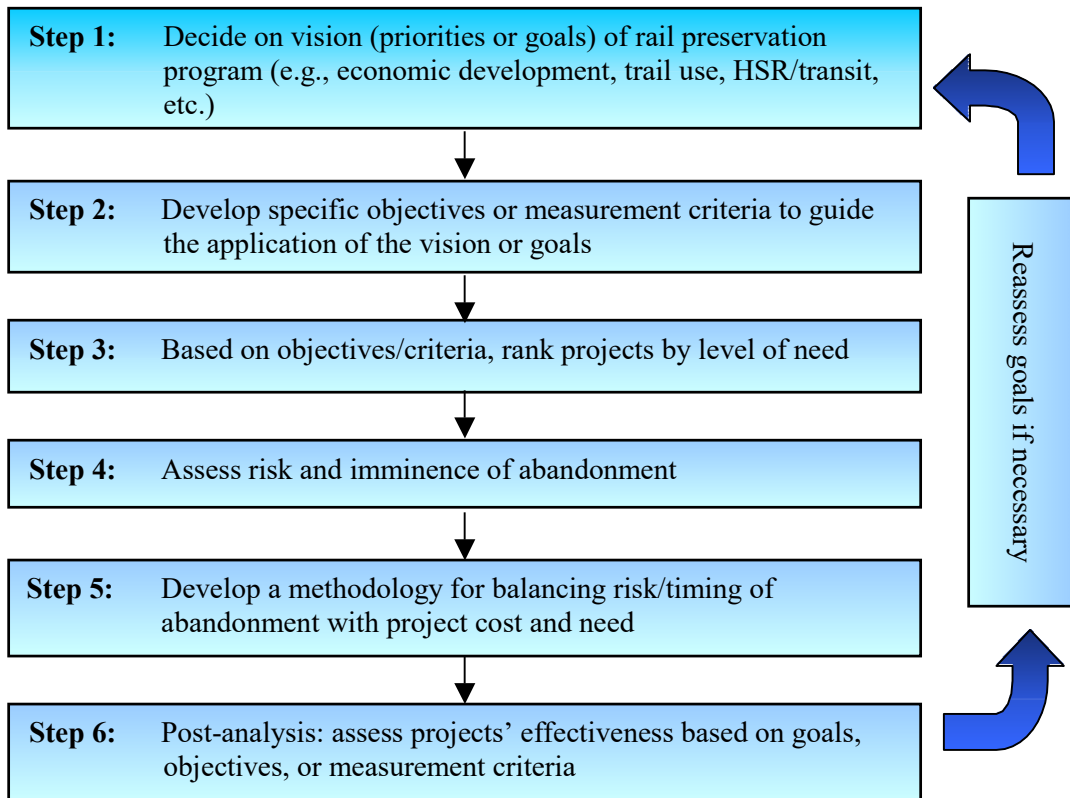 Step 1: Decide on vision (priorities or goals) of rail preservation
program (e.g., economic development, trail use, HSR/transit,
etc.)
Step 2: Develop specific objectives or measurement criteria to guide
the application of the vision or goals
Step 3: Based on objectives/criteria, rank projects by level of need
Step 4: Assess risk and imminence of abandonment
Step 5: Develop a methodology for balancing risk/timing of
abandonment with project cost and need
Step 6: Post-analysis: assess projects’ effectiveness based on goals,
objectives, or measurement criteria
Reassess goals if necessary